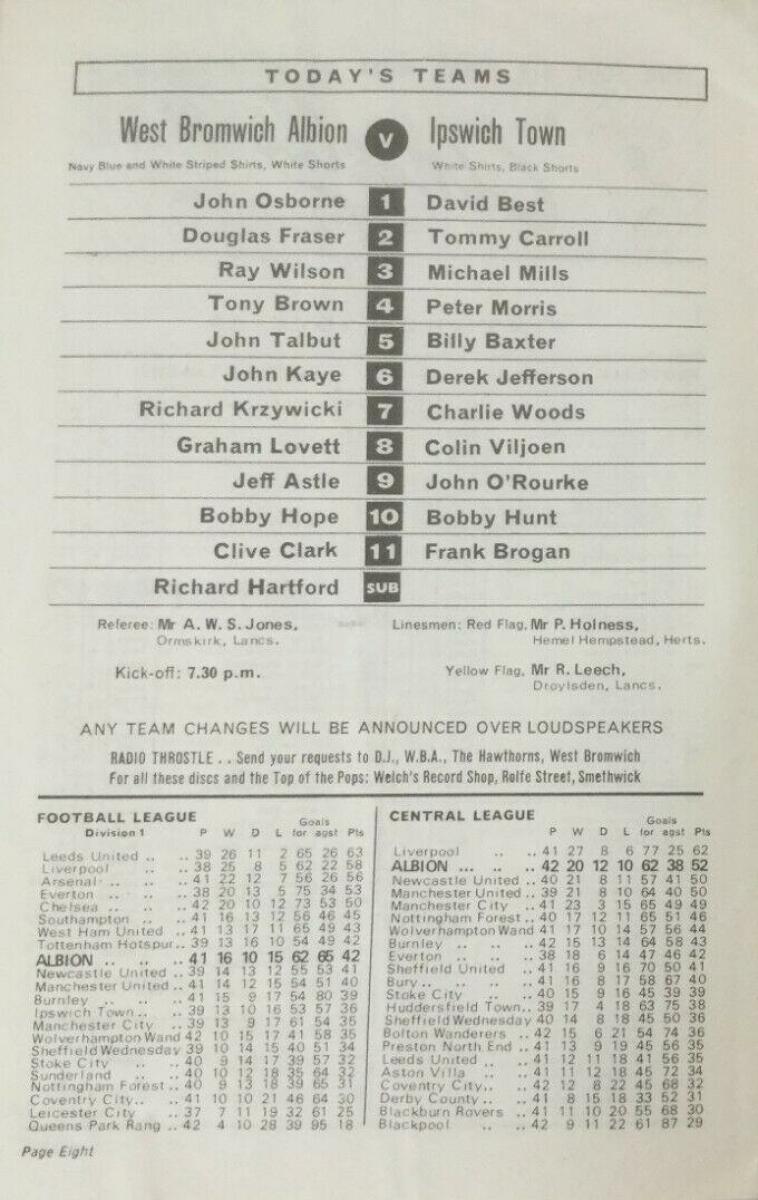 TODAY'S TEAMS
West Bromwich Albion v Ipswich Town
Navy Blue and White Striped Shirts, White Shorts White Shirts, Black Shorts
John Osborne 1 David Best
Douglas Fraser 2 Tommy Carroll
Ray Wilson 3 Michael Mills
Tony Brown 4 Peter Morris
John Talbut 5 Billy Baxter
John Kaye 6 Derek Jefferson
Richard Krzywicki 7 Charlie Woods
Graham Lovett 8 Colin Viljoen
Jeff Astle 9 John O'Rourke
Bobby Hope 10 Bobby Hunt
Clive Clark 11 Frank Brogan
Richard Hartford SUB
Referee: Mr A. W. S. Jones, Linesmen: Red Flag, Mr P. Holness,
Ormskirk, Lancs. Hemel Hempstead, Herts.
Kick-off: 7.30 p.m. Yellow Flag, Mr R. Leech,
Droylsden, Lancs.
ANY TEAM CHANGES WILL BE ANNOUNCED OVER LOUDSPEAKERS
RADIO THROSTLE . . Send your requests to D.J., W.B.A., The Hawthorns, West Bromwich
For all these discs and the Top of the Pops: Welch's Record Shop, Rolfe Street, Smethwick
FOOTBALL LEAGUE Goals
Division 1 P W D L for agst Pls
Leeds United .. .. 39 26 11 2 65 26 63
Liverpool .. .. 38 25 8 5 62 22 58
Arsenal .. .. 41 22 12 7 56 26 56
Everton .. .. 38 20 13 5 75 34 53
Chelsea .. .. 42 20 10 12 73 53 50
Southampton .. .. 41 16 13 12 56 46 45
West Ham United .. 41 13 17 11 65 49 43
Tottenham Hotspur.. 39 13 16 10 54 49 42
ALBION .. .. .. 41 16 10 15 62 65 42
Newcastle United .. 39 14 13 12 55 53 41
Manchester United .. 41 14 12 15 54 51 40
Burnley .. .. 41 15 9 17 54 80 39
Ipswich Town.. .. 39 13 10 16 53 57 36
Manchester City .. 39 13 9 17 61 54 35
Wolverhampton Wand 42 10 15 17 41 58 35
Sheffield Wednesday 39 10 14 15 40 51 34
Stoke City .. .. 40 9 14 17 39 57 32
Sunderland .. .. 40 10 12 18 35 64 32
Nottingham Forest.. 40 9 13 18 39 65 31
Coventry City.. .. 41 10 10 21 46 64 30
Leicester City .. 37 7 11 19 32 61 25
Queens Park Rang .. 42 4 10 28 39 95 18
CENTRAL LEAGUE Goals
P W D L for agst Pls
Liverpool .. .. 41 27 8 6 77 25 62
ALBION ... .. .. 42 20 12 10 62 38 52
Newcastle United .. 40 21 8 11 57 41 50
Manchester United .. 39 21 8 10 64 40 50
Manchester City .. 41 23 3 15 65 49 49
Nottingham Forest.. 40 17 12 11 65 51 46
Wolverhampton Wand 41 17 10 14 57 56 44
Burnley .. .. .. 42 15 13 14 64 58 43
Everton .. .. .. 38 18 6 14 47 46 42
Sheffield United .. 41 16 9 16 70 50 41
Bury.. .. .. .. 41 16 8 17 58 67 40
Stoke City .. .. 40 15 9 16 45 39 39
Huddersfield Town.. 39 17 4 18 63 75 38
Sheffield Wednesday 40 14 8 18 45 50 36
Bolton Wanderers .. 42 15 6 21 54 74 36
Preston North End .. 41 13 9 19 45 56 35
Leeds United .. .. 41 12 11 18 41 56 35
Aston Villa .. .. 41 11 12 18 45 72 34
Coventry City.. .. 42 12 8 22 45 68 32
Derby County .. .. 41 8 15 18 33 52 31
Blackburn Rovers .. 41 11 10 20 55 68 30
Blackpool .. .. 42 9 11 22 61 87 29
Page Eight